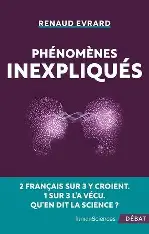 RENAUD EVRARD
PHÉNOMÈNES
INEXPLIQUÉS
2 FRANÇAIS SUR 3 Y CROIENT.
1 SUR 3 L'A VÉCU.
QU'EN DIT LA SCIENCE ?
humenSciences
DÉBAT